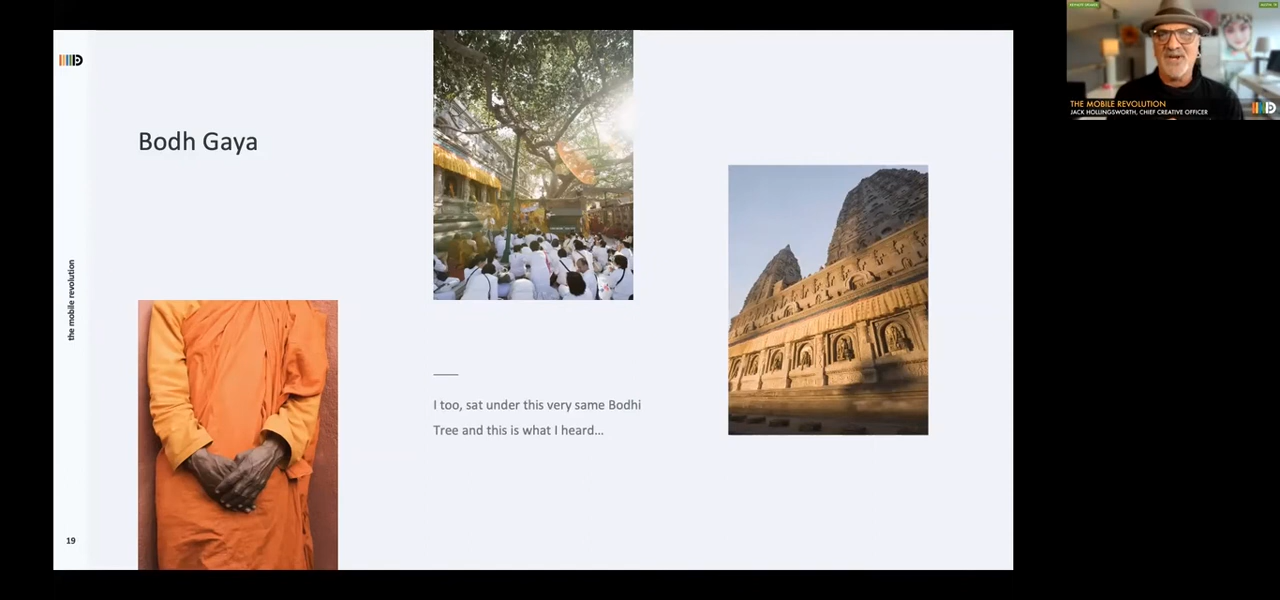 Bodh Gaya
the mobile revolution
I too, sat under this very same Bodhi
Tree and this is what I heard...
19
THE MOBILE REVOLUTION
JACK HOLLINGSWORTH, CHIEF CREATIVE OFFICER